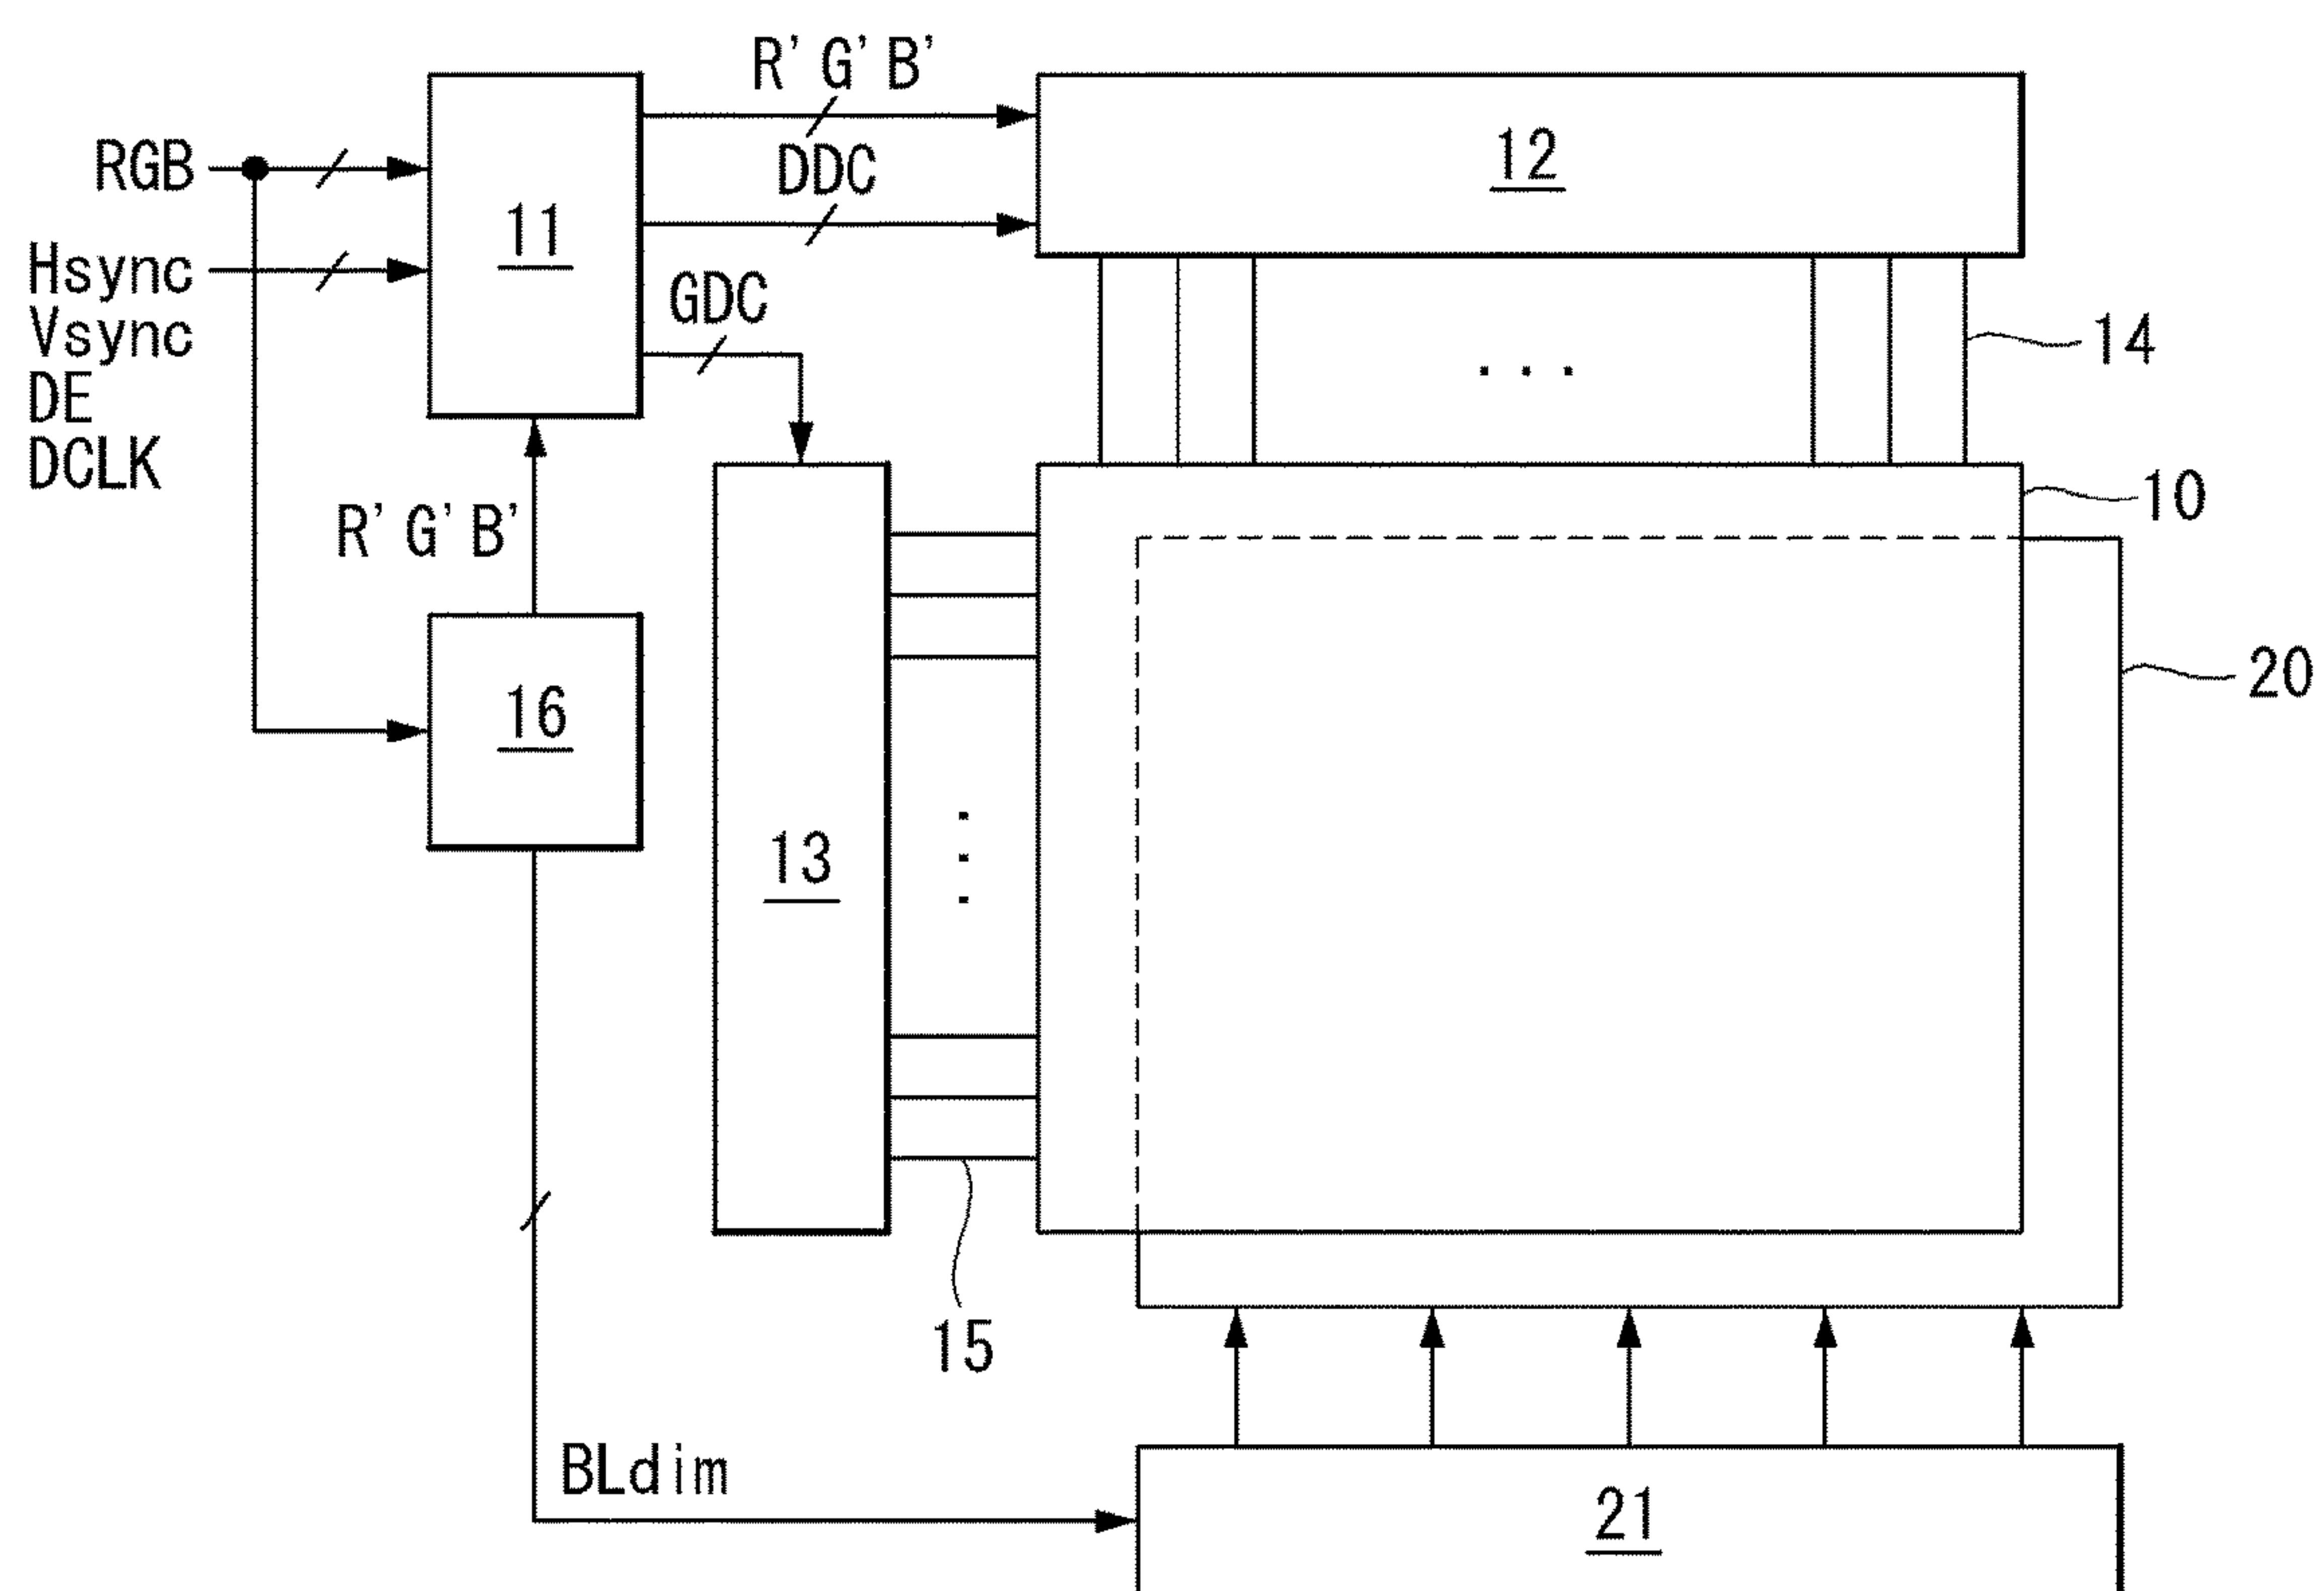 R' G' B'
RGB
11
DDC
12
Hsync
Vsync
DE
DCLK
GDC
14
10
R' G' B'
20
16
13
15
BLdim
21